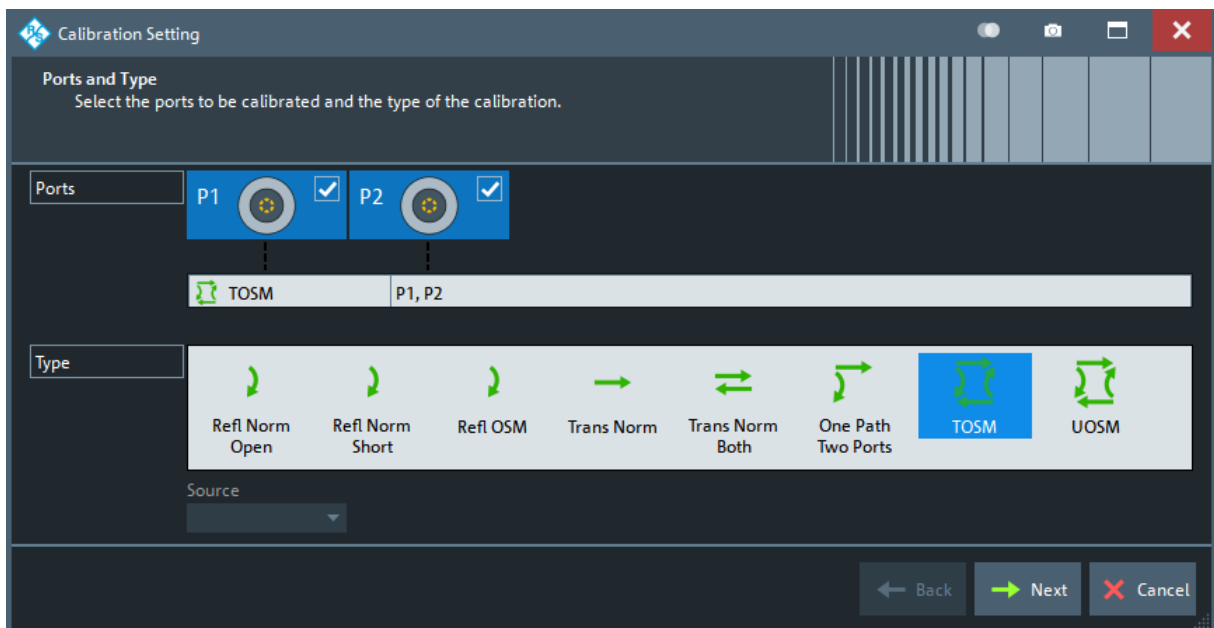 Calibration Setting
Ports and Type
Select the ports to be calibrated and the type of the calibration.
Ports
P1
P2
TOSM
P1, P2
Type
Refl Norm
Open
Refl Norm
Short
Refl OSM
Trans Norm
Trans Norm
Both
One Path
Two Ports
TOSM
UOSM
Source
Back
Next
Cancel